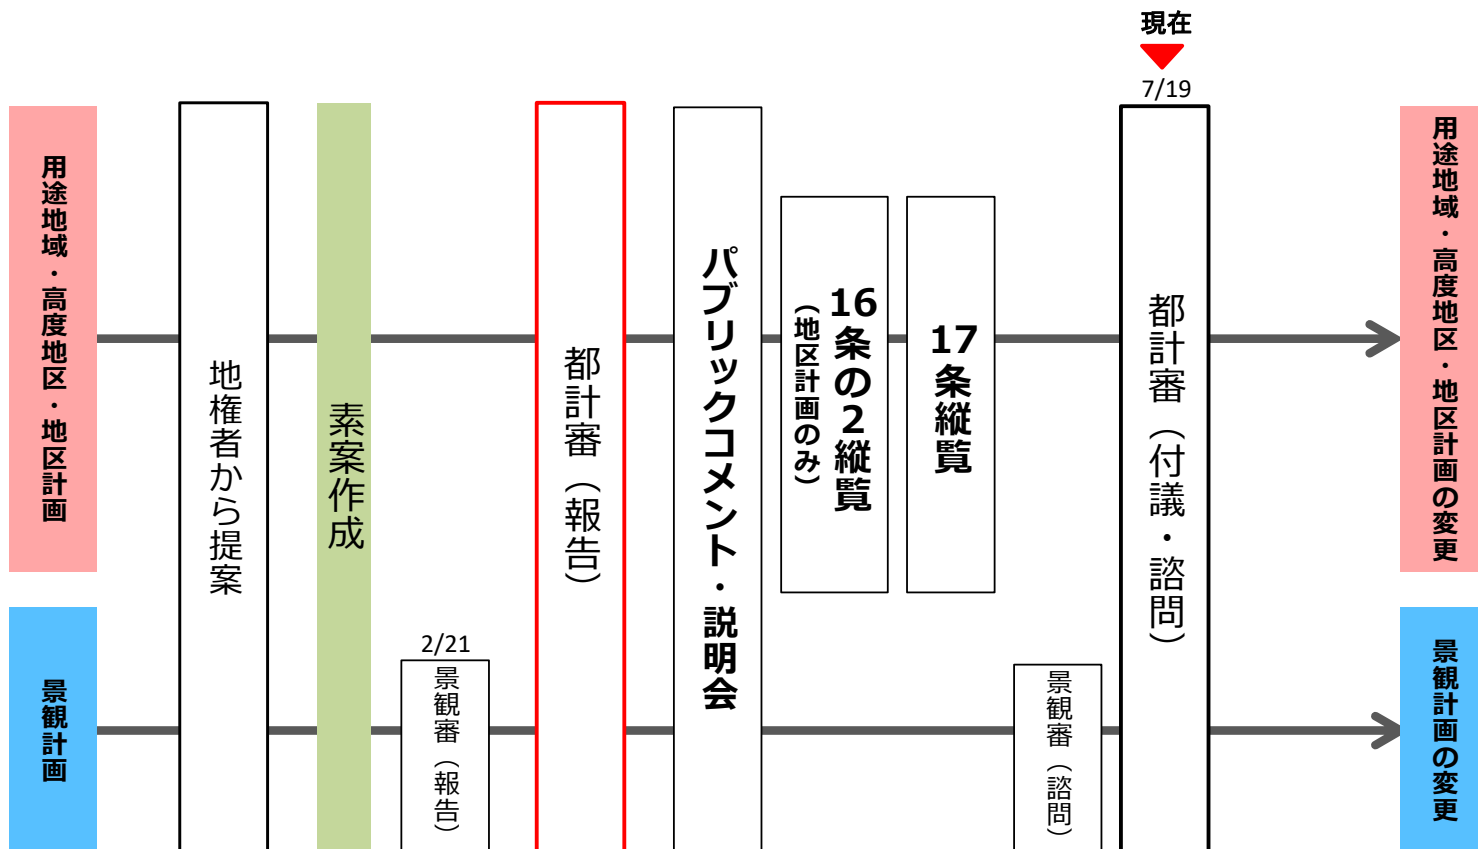 現在
7/19
用途地域・高度地区・地区計画
景観計画
地権者から提案
素案作成
2/21
景観審（報告）
都計審（報告）
パブリックコメント・説明会
16条の2縦覧
（地区計画のみ）
17条縦覧
景観審（諮問）
都計審（付議・諮問）
用途地域・高度地区・地区計画の変更
景観計画の変更